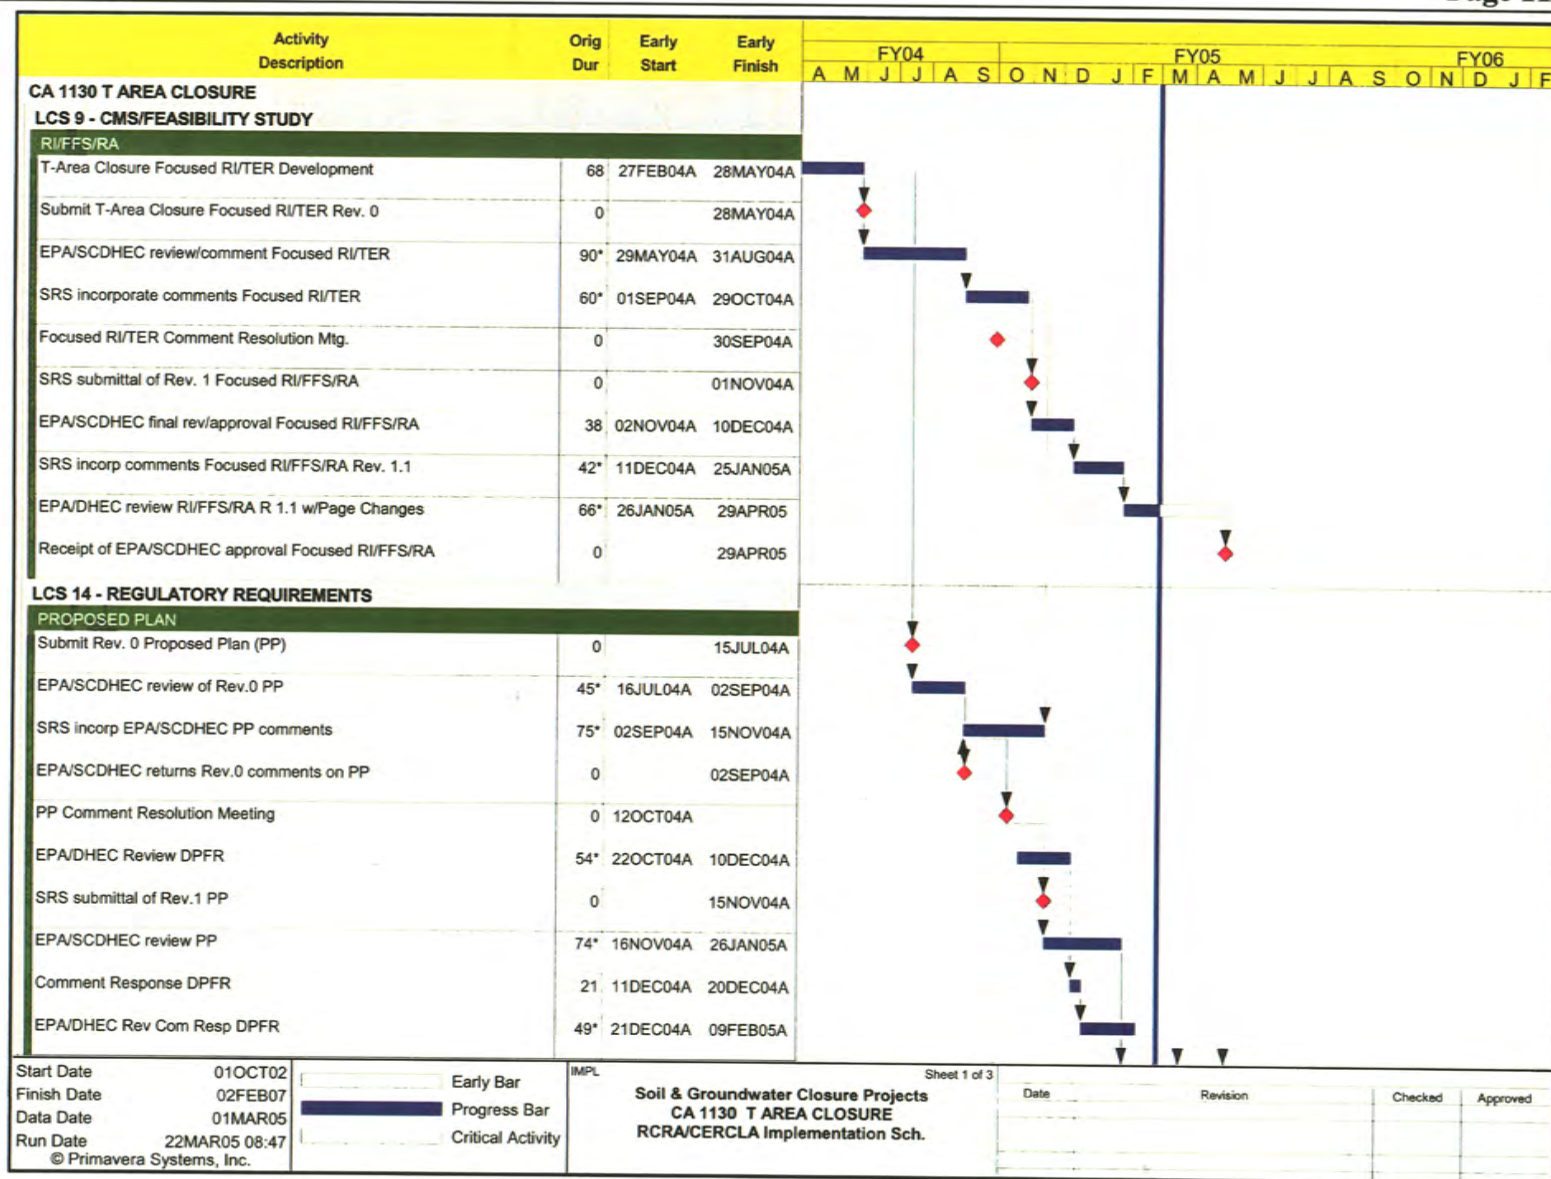 Activity Description Orig Dur Early Start Early Finish
FY04 FY05 FY06
A M J J A S O N D J F M A M J J A S O N D J F
CA 1130 T AREA CLOSURE
LCS 9 - CMS/FEASIBILITY STUDY
RI/FFS/RA
T-Area Closure Focused RI/TER Development 68 27FEB04A 28MAY04A
Submit T-Area Closure Focused RI/TER Rev. 0 0 28MAY04A
EPA/SCDHEC review/comment Focused RI/TER 90* 29MAY04A 31AUG04A
SRS incorporate comments Focused RI/TER 60* 01SEP04A 29OCT04A
Focused RI/TER Comment Resolution Mtg. 0 30SEP04A
SRS submittal of Rev. 1 Focused RI/FFS/RA 0 01NOV04A
EPA/SCDHEC final rev/approval Focused RI/FFS/RA 38 02NOV04A 10DEC04A
SRS incorp comments Focused RI/FFS/RA Rev. 1.1 42* 11DEC04A 25JAN05A
EPA/DHEC review RI/FFS/RA R 1.1 w/Page Changes 66* 26JAN05A 29APR05
Receipt of EPA/SCDHEC approval Focused RI/FFS/RA 0 29APR05
LCS 14 - REGULATORY REQUIREMENTS
PROPOSED PLAN
Submit Rev. 0 Proposed Plan (PP) 0 15JUL04A
EPA/SCDHEC review of Rev.0 PP 45* 16JUL04A 02SEP04A
SRS incorp EPA/SCDHEC PP comments 75* 02SEP04A 15NOV04A
EPA/SCDHEC returns Rev.0 comments on PP 0 02SEP04A
PP Comment Resolution Meeting 0 12OCT04A
EPA/DHEC Review DPFR 54* 22OCT04A 10DEC04A
SRS submittal of Rev.1 PP 0 15NOV04A
EPA/SCDHEC review PP 74* 16NOV04A 26JAN05A
Comment Response DPFR 21 11DEC04A 20DEC04A
EPA/DHEC Rev Com Resp DPFR 49* 21DEC04A 09FEB05A
Start Date 01OCT02
Finish Date 02FEB07
Data Date 01MAR05
Run Date 22MAR05 08:47
© Primavera Systems, Inc.
Early Bar
Progress Bar
Critical Activity
IMPL
Sheet 1 of 3
Soil & Groundwater Closure Projects
CA 1130 T AREA CLOSURE
RCRA/CERCLA Implementation Sch.
Date Revision Checked Approved